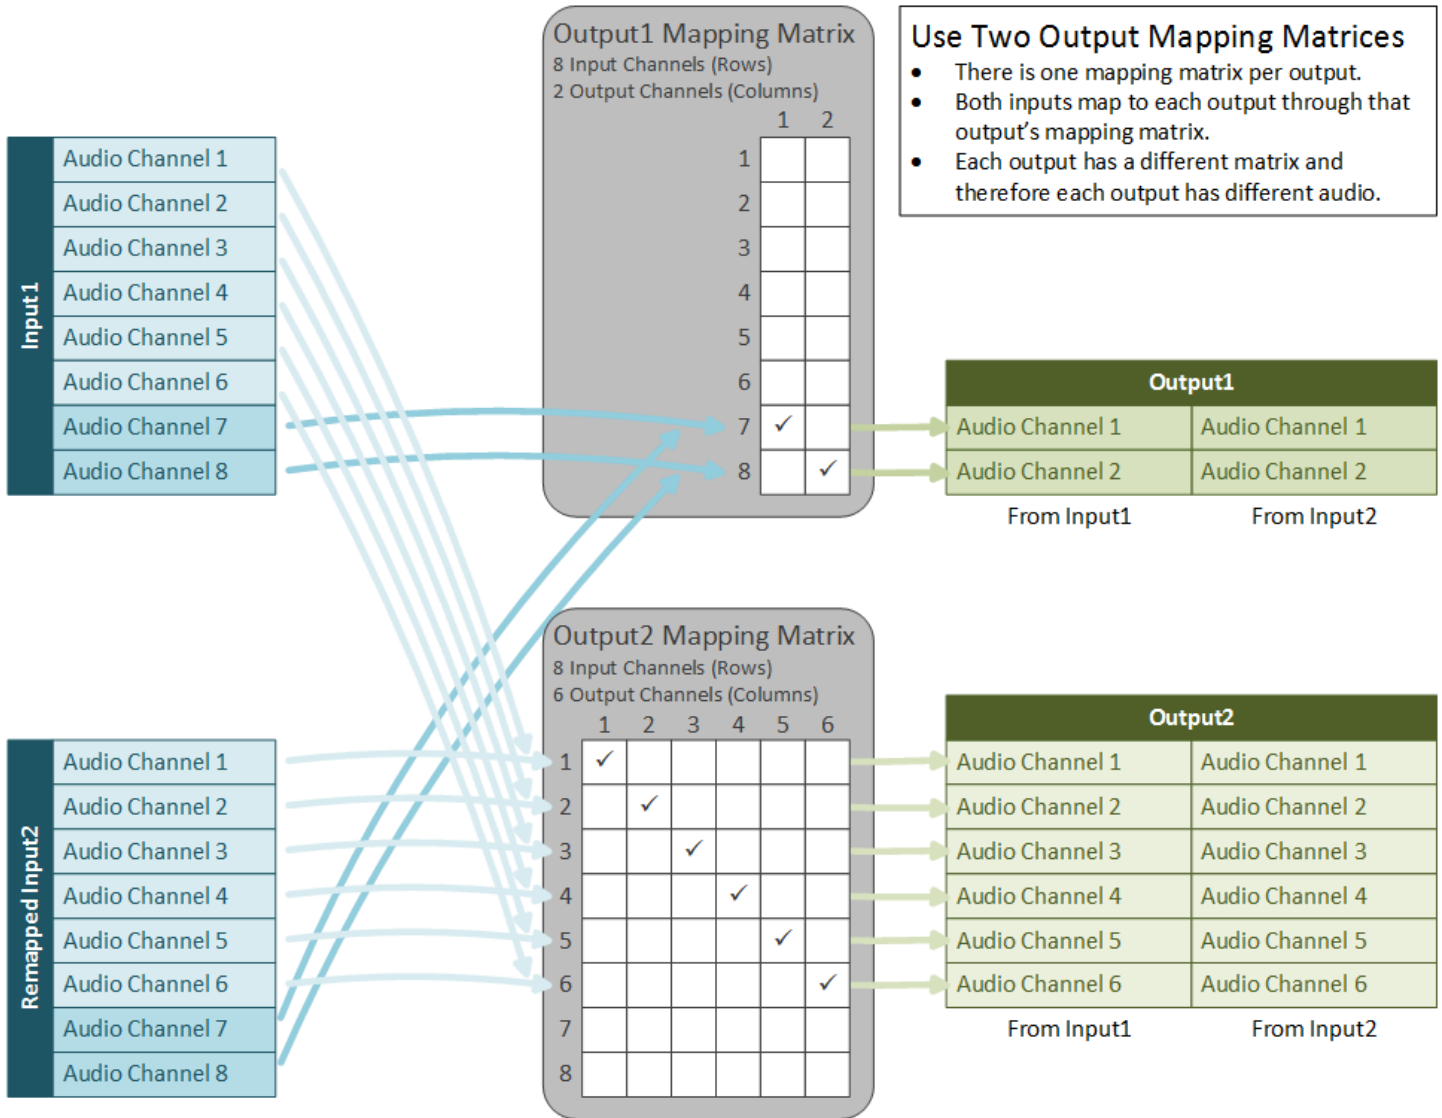 Output1 Mapping Matrix
8 Input Channels (Rows)
2 Output Channels (Columns)
1 2
1
2
3
4
5
6
7 ✓
8 ✓
Use Two Output Mapping Matrices
• There is one mapping matrix per output.
• Both inputs map to each output through that
output's mapping matrix.
• Each output has a different matrix and
therefore each output has different audio.
Input1
Audio Channel 1
Audio Channel 2
Audio Channel 3
Audio Channel 4
Audio Channel 5
Audio Channel 6
Audio Channel 7
Audio Channel 8
Output1
Audio Channel 1 Audio Channel 1
Audio Channel 2 Audio Channel 2
From Input1 From Input2
Output2 Mapping Matrix
8 Input Channels (Rows)
6 Output Channels (Columns)
1 2 3 4 5 6
1 ✓
2 ✓
3 ✓
4 ✓
5 ✓
6 ✓
7
8
Remapped Input2
Audio Channel 1
Audio Channel 2
Audio Channel 3
Audio Channel 4
Audio Channel 5
Audio Channel 6
Audio Channel 7
Audio Channel 8
Output2
Audio Channel 1 Audio Channel 1
Audio Channel 2 Audio Channel 2
Audio Channel 3 Audio Channel 3
Audio Channel 4 Audio Channel 4
Audio Channel 5 Audio Channel 5
Audio Channel 6 Audio Channel 6
From Input1 From Input2